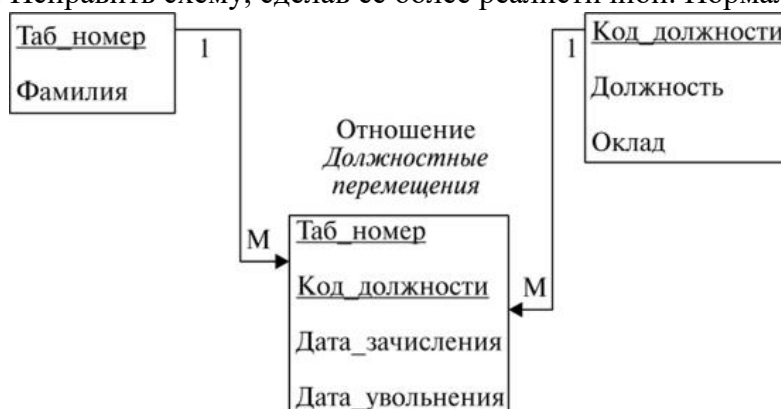 Исправить схему, сделав ее более реалистичной. Нормал
Таб_номер
Фамилия
1
Код_должности
Должность
Оклад
1
Отношение
Должностные
перемещения
Таб_номер
Код_должности
Дата_зачисления
Дата_увольнения
М
М